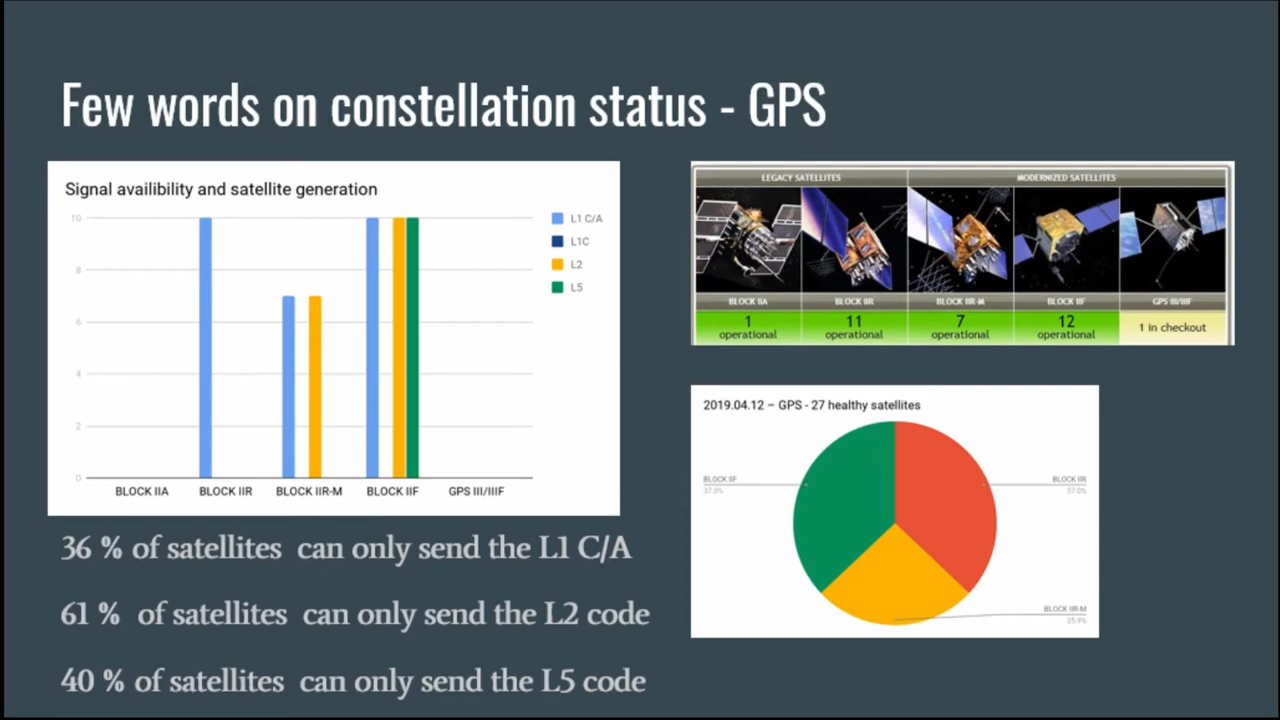 Few words on constellation status - GPS
Signal availibility and satellite generation
10
8
6
4
2
0
BLOCK IIA BLOCK IIR BLOCK IIR-M BLOCK IIF GPS III/IIIF
L1 C/A
L1C
L2
L5
LEGACY SATELLITES MODERNIZED SATELLITES
BLOCK IIA BLOCK IIR BLOCK IIR-M BLOCK IIF GPS III/IIIF
1 11 7 12 1 in checkout
operational operational operational operational
2019.04.12 – GPS - 27 healthy satellites
BLOCK IIF
37.0%
BLOCK IIR
37.0%
BLOCK IIR-M
25.9%
36 % of satellites can only send the L1 C/A
61 % of satellites can only send the L2 code
40 % of satellites can only send the L5 code